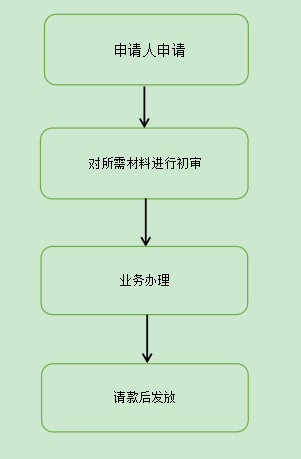 申请人申请
对所需材料进行初审
业务办理
请款后发放